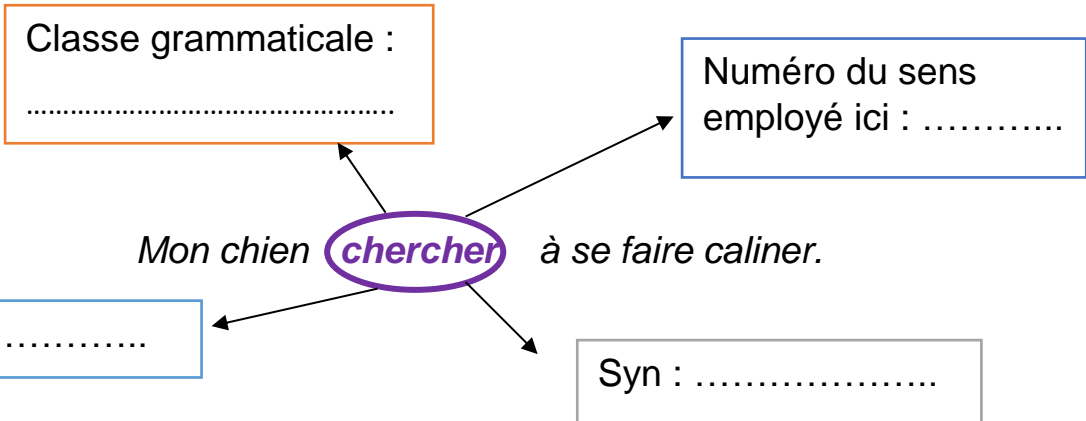 Classe grammaticale :
…………………………………………..
Numéro du sens
employé ici : ………...
Mon chien chercher à se faire caliner.
………...
Syn : …………………..